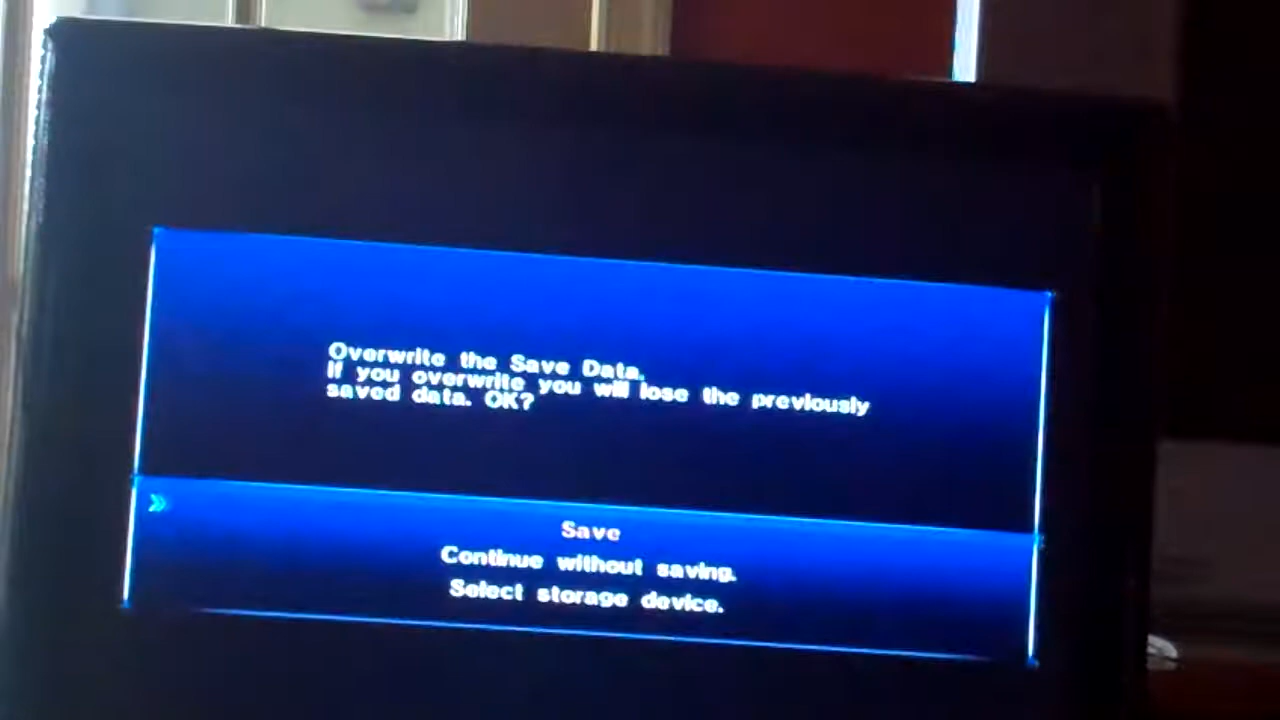 Overwrite the Save Data.
If you overwrite you will lose the previously
saved data. OK?
Save
Continue without saving.
Select storage device.